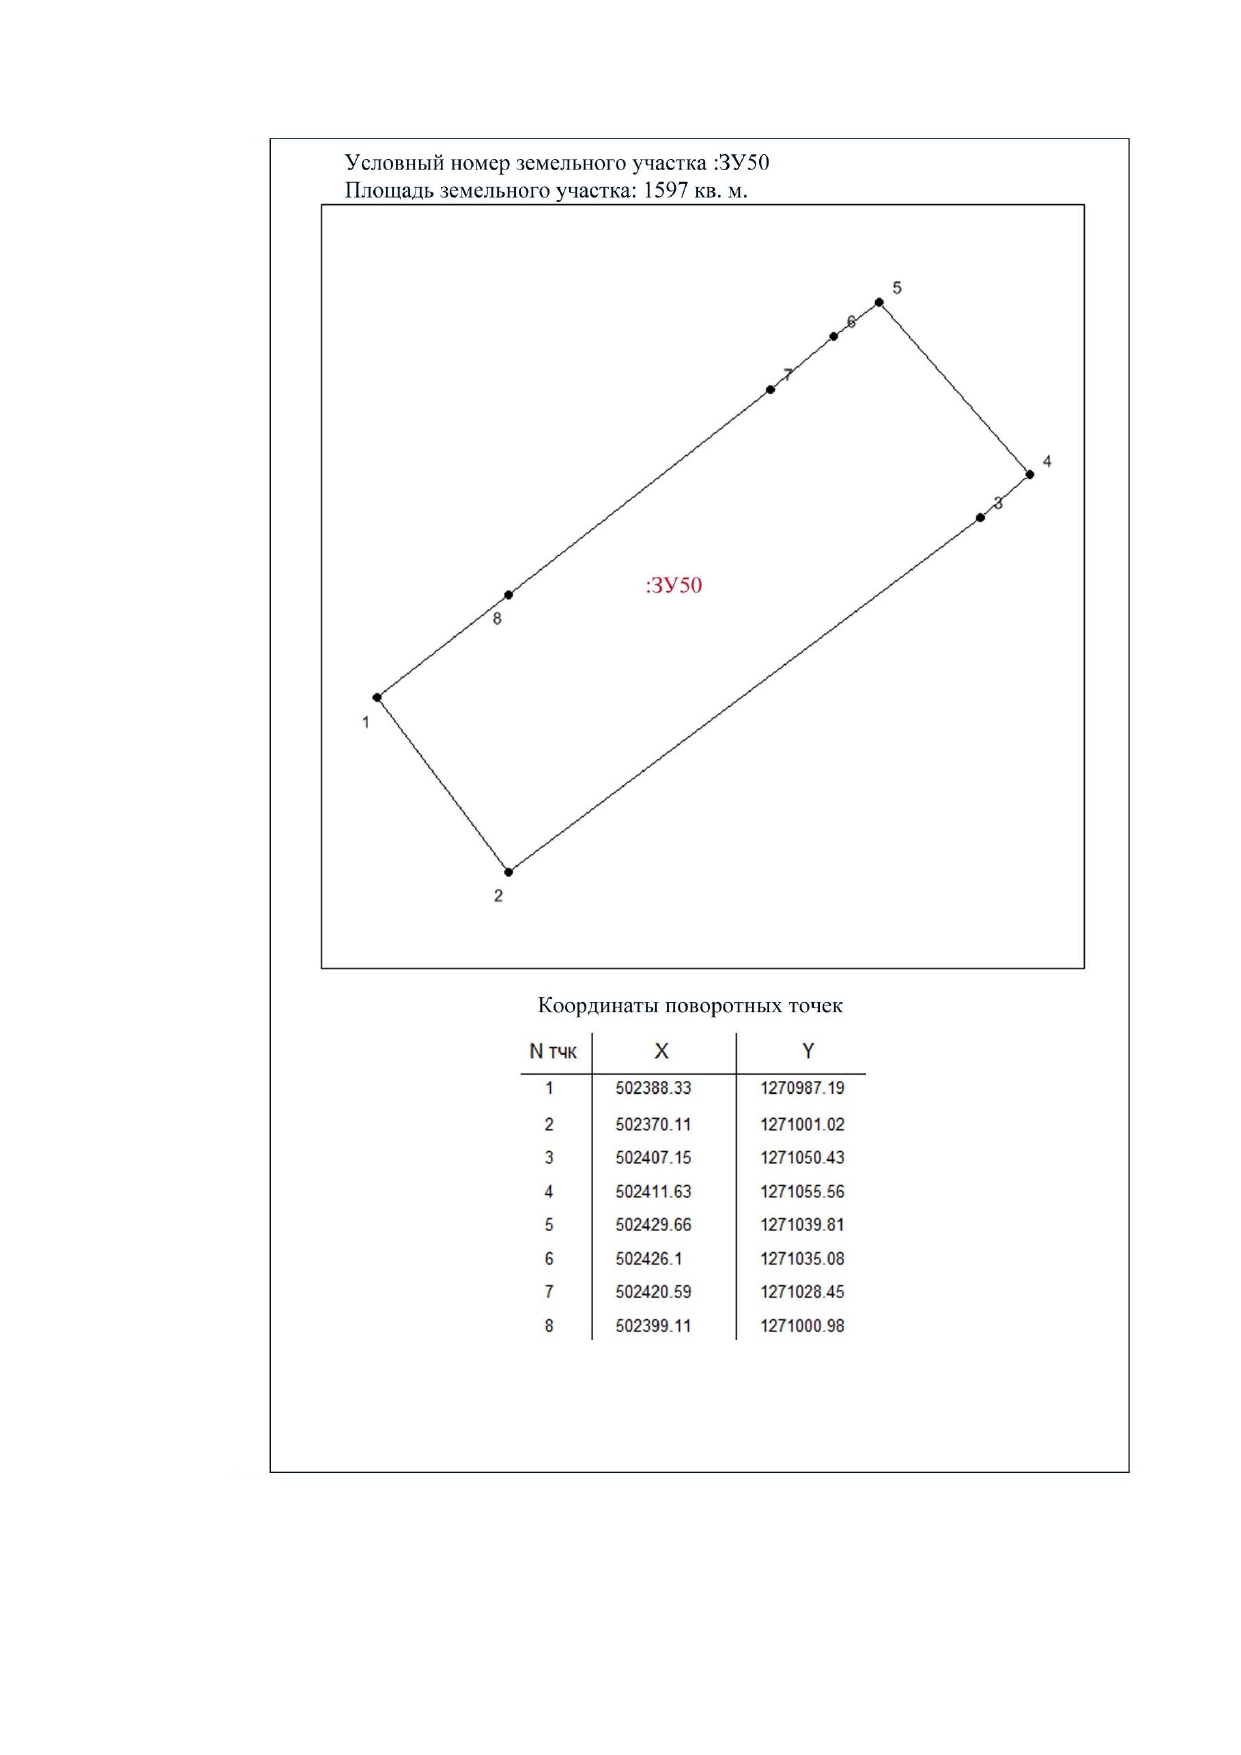 Условный номер земельного участка :ЗУ50
Площадь земельного участка: 1597 кв. м.
5
6
7
4
3
:ЗУ50
8
1
2
Координаты поворотных точек
N тчк X Y
1 502388.33 1270987.19
2 502370.11 1271001.02
3 502407.15 1271050.43
4 502411.63 1271055.56
5 502429.66 1271039.81
6 502426.1 1271035.08
7 502420.59 1271028.45
8 502399.11 1271000.98